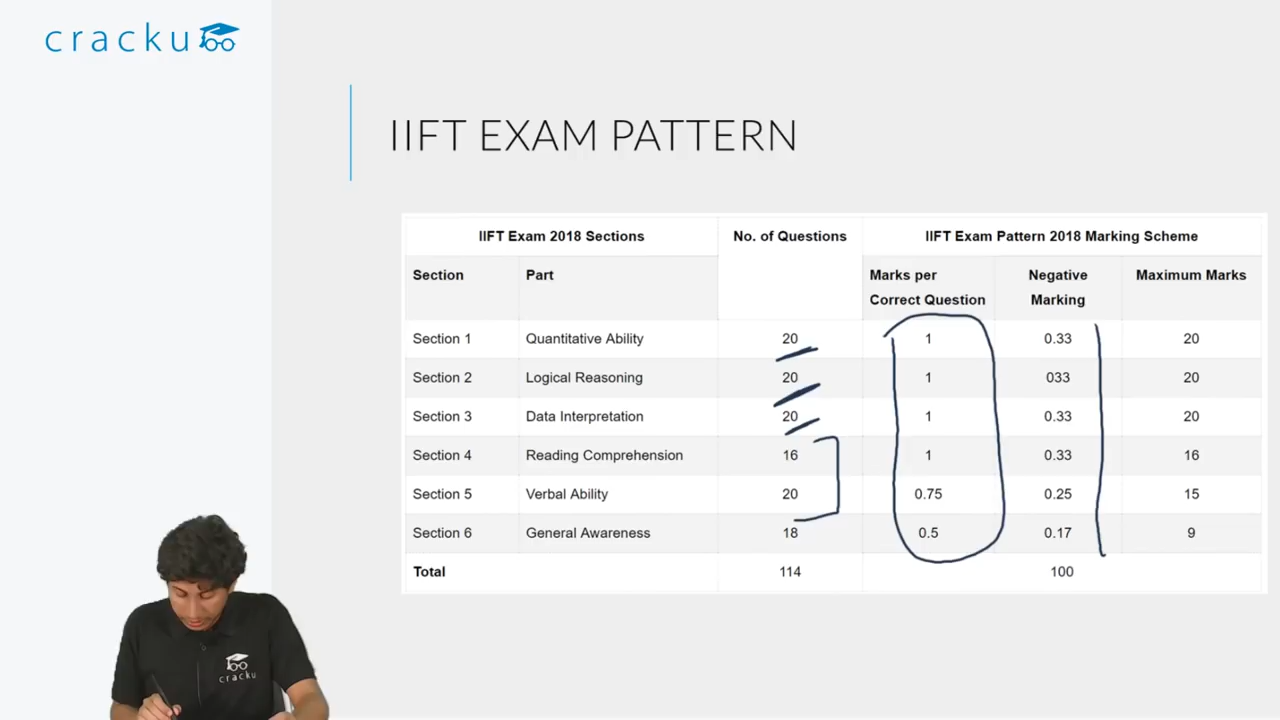 cracku
IIFT EXAM PATTERN
IIFT Exam 2018 Sections No. of Questions IIFT Exam Pattern 2018 Marking Scheme
Section Part Marks per Correct Question Negative Marking Maximum Marks
Section 1 Quantitative Ability 20 1 0.33 20
Section 2 Logical Reasoning 20 1 033 20
Section 3 Data Interpretation 20 1 0.33 20
Section 4 Reading Comprehension 16 1 0.33 16
Section 5 Verbal Ability 20 0.75 0.25 15
Section 6 General Awareness 18 0.5 0.17 9
Total 114 100
cracku